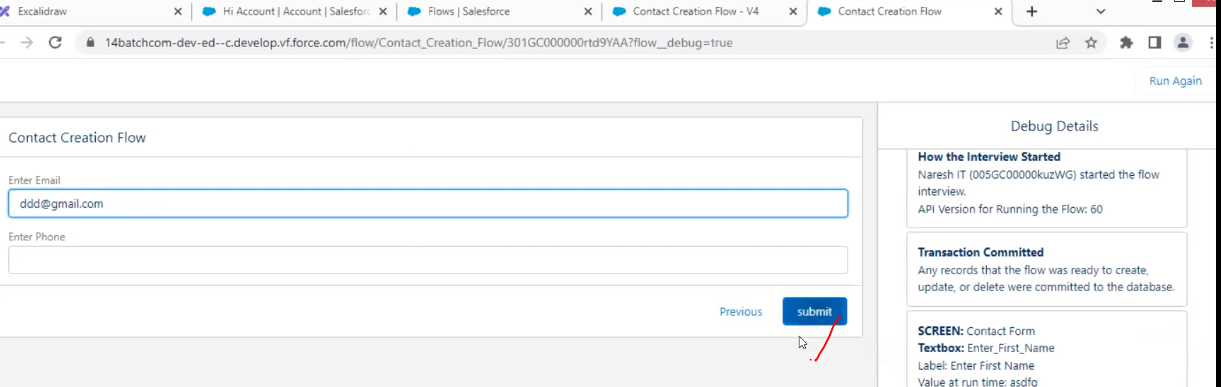 Excalidraw
Hi Account | Account | Salesforc
Flows | Salesforce
Contact Creation Flow - V4
Contact Creation Flow
14batchcom-dev-ed--c.develop.vf.force.com/flow/Contact_Creation_Flow/301GC000000rtd9YAA?flow__debug=true
Run Again
Contact Creation Flow
Enter Email
ddd@gmail.com
Enter Phone
Previous
submit
Debug Details
How the Interview Started
Naresh IT (005GC00000kuzWG) started the flow
interview.
API Version for Running the Flow: 60
Transaction Committed
Any records that the flow was ready to create,
update, or delete were committed to the database.
SCREEN: Contact Form
Textbox: Enter_First_Name
Label: Enter First Name
Value at run time: asdfg